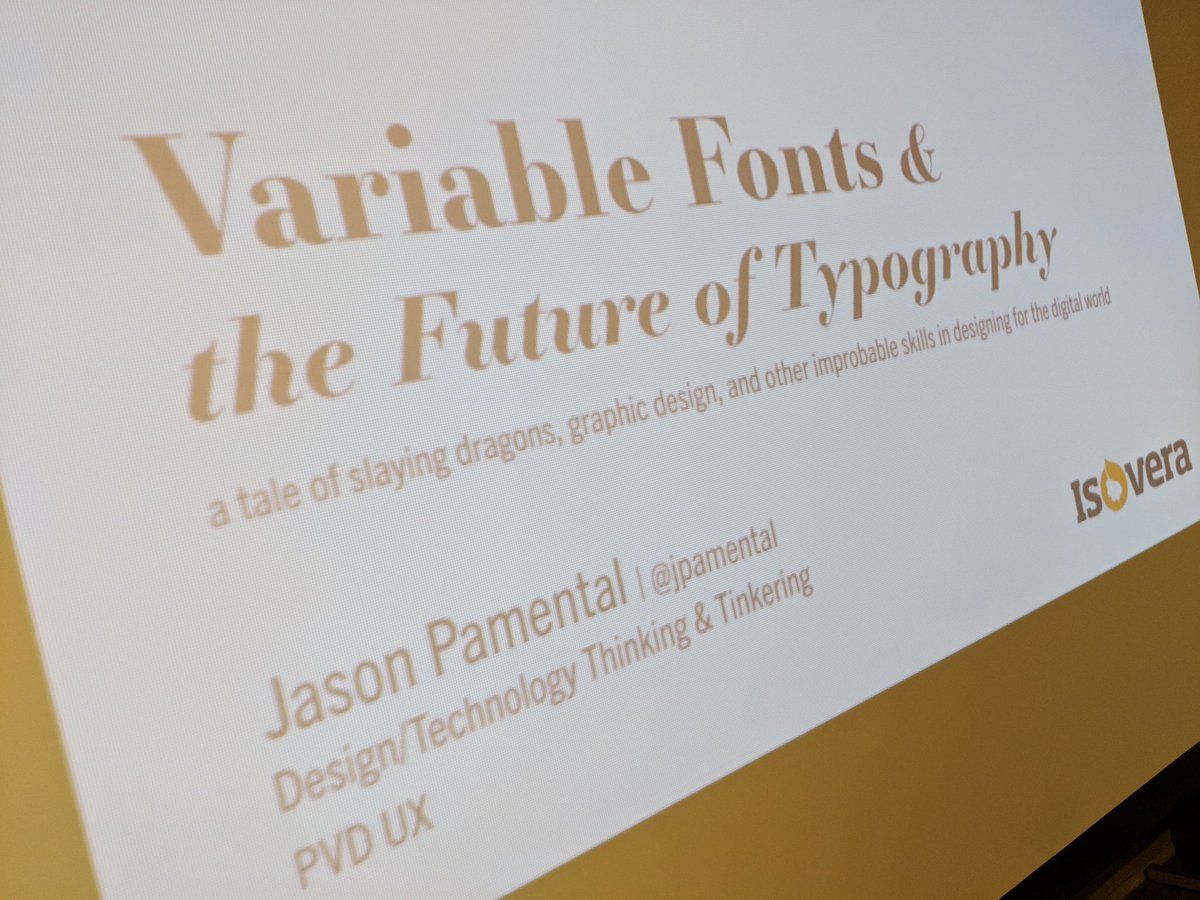 Variable Fonts &
the Future of Typography
a tale of slaying dragons, graphic design, and other improbable skills in designing for the digital world
Isovera
Jason Pamental | @jpamental
Design/Technology Thinking & Tinkering
PVD UX